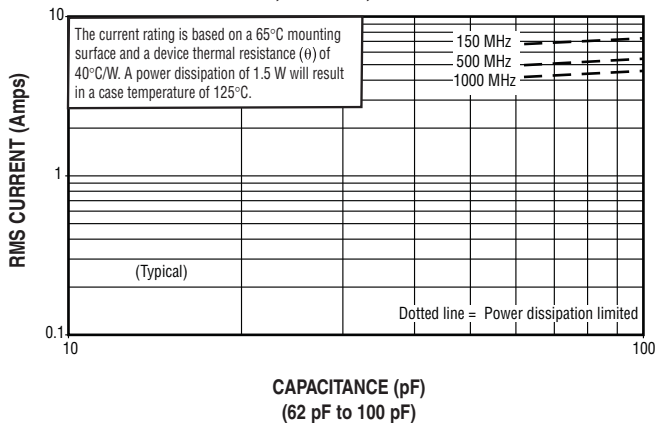 10
The current rating is based on a 65°C mounting
surface and a device thermal resistance (θ) of
40°C/W. A power dissipation of 1.5 W will result
in a case temperature of 125°C.
150 MHz
500 MHz
1000 MHz
RMS CURRENT (Amps)
1
(Typical)
Dotted line = Power dissipation limited
0.1
10
100
CAPACITANCE (pF)
(62 pF to 100 pF)